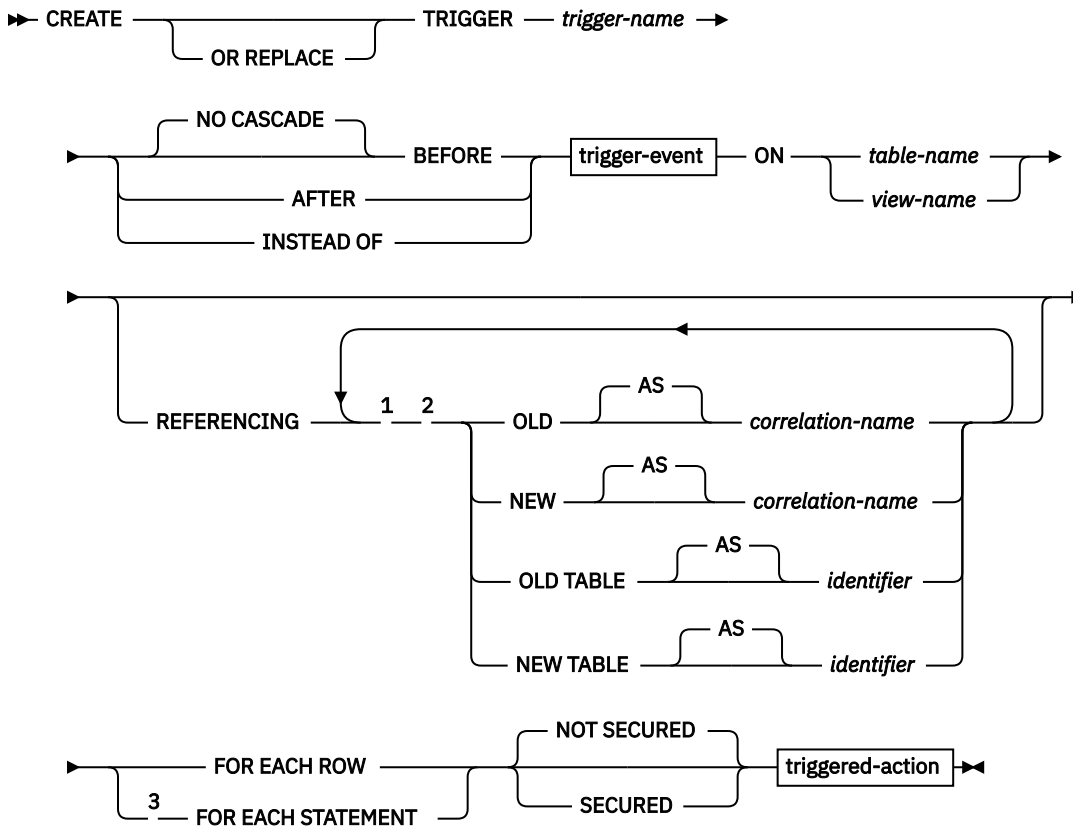 CREATE TRIGGER trigger-name
OR REPLACE
NO CASCADE
BEFORE trigger-event ON table-name
AFTER view-name
INSTEAD OF
AS
1 2
REFERENCING OLD correlation-name
AS
NEW correlation-name
AS
OLD TABLE identifier
AS
NEW TABLE identifier
NOT SECURED
FOR EACH ROW triggered-action
3
FOR EACH STATEMENT SECURED